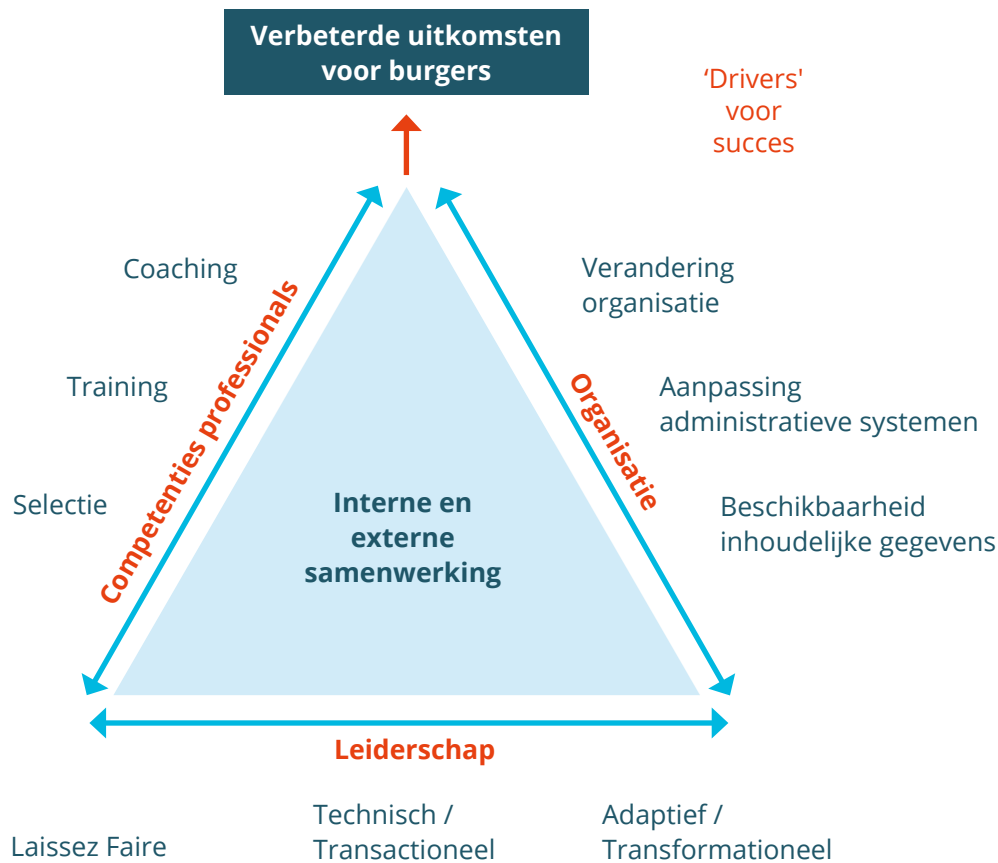 Verbeterde uitkomsten
voor burgers
‘Drivers'
voor
succes
Coaching
Training
Selectie
Competenties professionals
Verandering
organisatie
Aanpassing
administratieve systemen
Beschikbaarheid
inhoudelijke gegevens
Organisatie
Interne en
externe
samenwerking
Leiderschap
Laissez Faire
Technisch /
Transactioneel
Adaptief /
Transformationeel